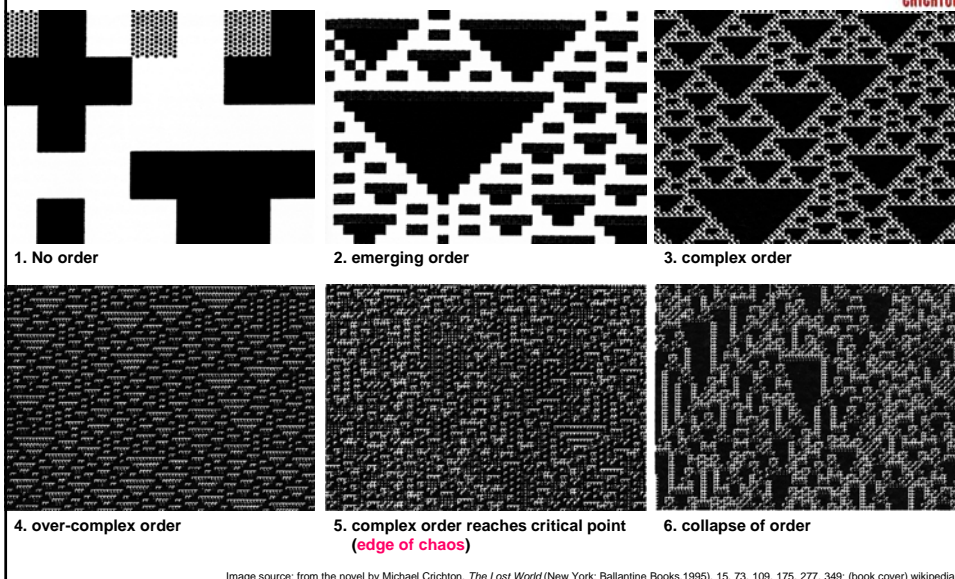 CRICHTON
1. No order
2. emerging order
3. complex order
4. over-complex order
5. complex order reaches critical point
(edge of chaos)
6. collapse of order
Image source: from the novel by Michael Crichton, The Lost World (New York: Ballantine Books 1995), 15, 73, 109, 175, 277, 349; (book cover) wikipedia